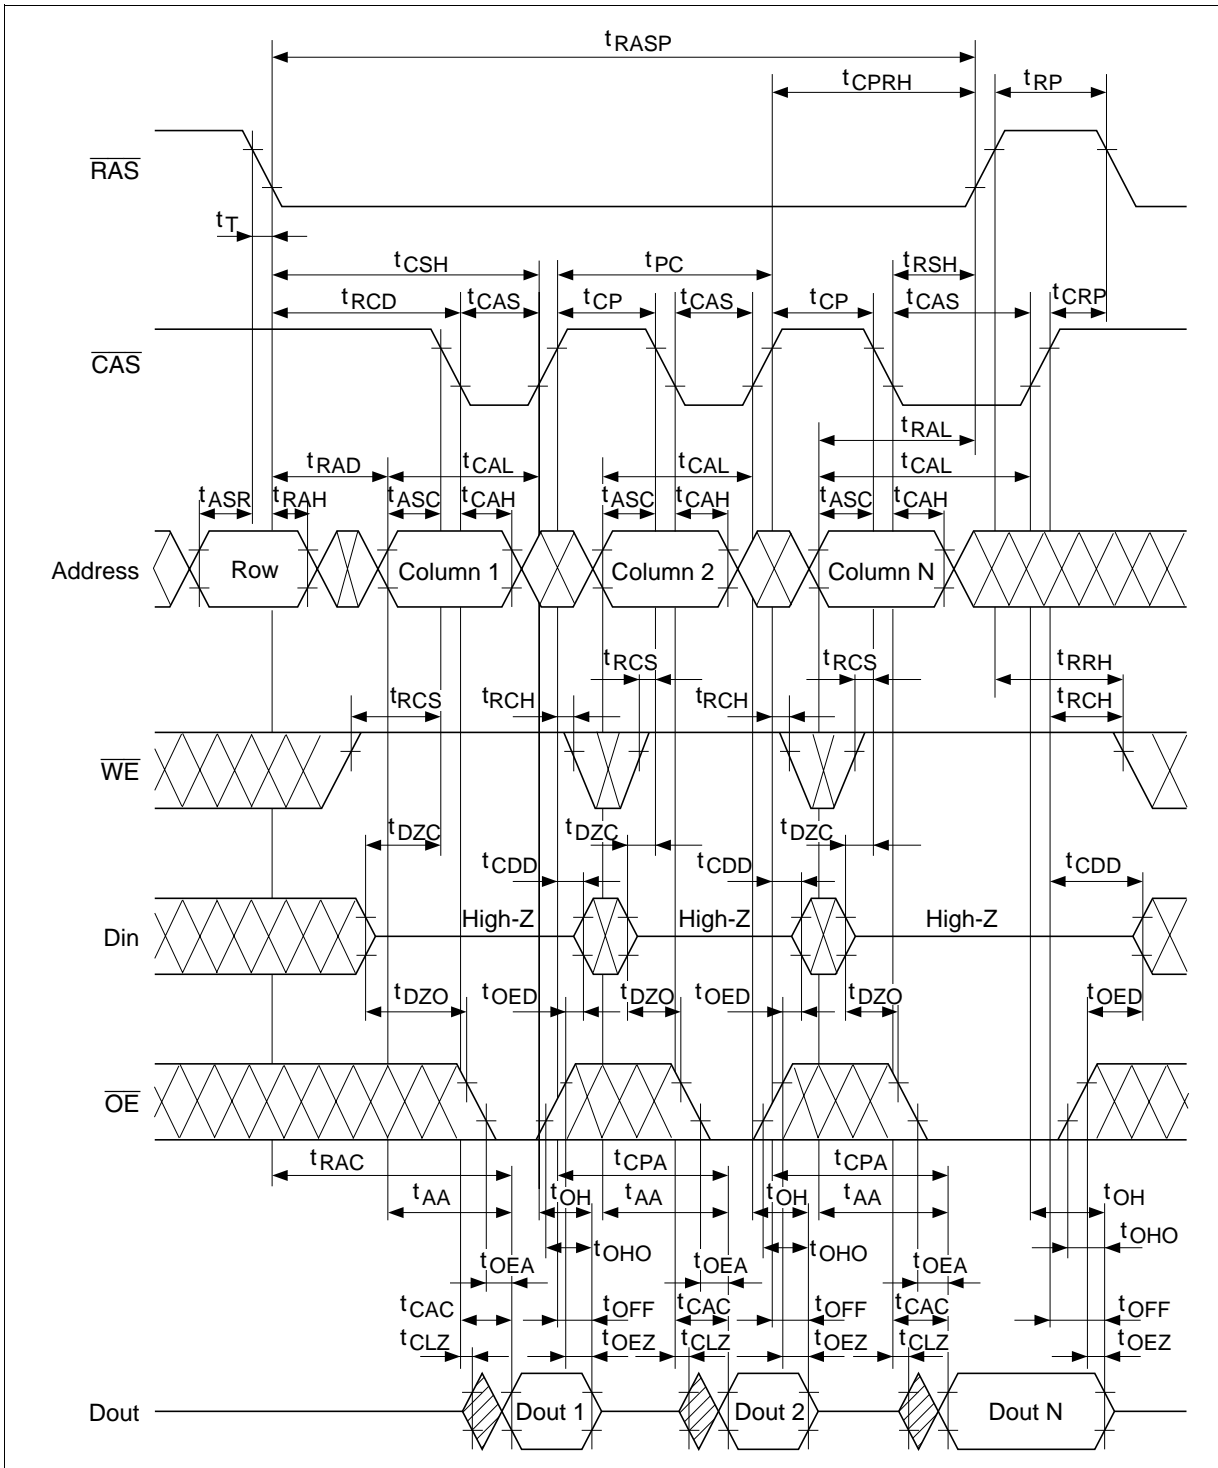 tRASP
tCPRH tRP
RAS
tT
tCSH tPC tRSH
tRCD tCAS tCP tCAS tCP tCAS tCRP
CAS
tRAL
tRAD tCAL tCAL tCAL
tASR tRAH tASC tCAH tASC tCAH tASC tCAH
Address Row Column 1 Column 2 Column N
tRCS tRCS tRRH
tRCS tRCH tRCH tRCH
WE
tDZC tDZC tDZC
tCDD tCDD tCDD
High-Z High-Z High-Z
Din
tDZO tOED tDZO tOED tDZO tOED
OE
tRAC tCPA tCPA
tAA tOH tAA tOH tAA tOH
tOHO tOHO tOHO
tOEA tOEA tOEA
tCAC tOFF tCAC tOFF tCAC tOFF
tCLZ tOEZ tCLZ tOEZ tCLZ tOEZ
Dout Dout 1 Dout 2 Dout N